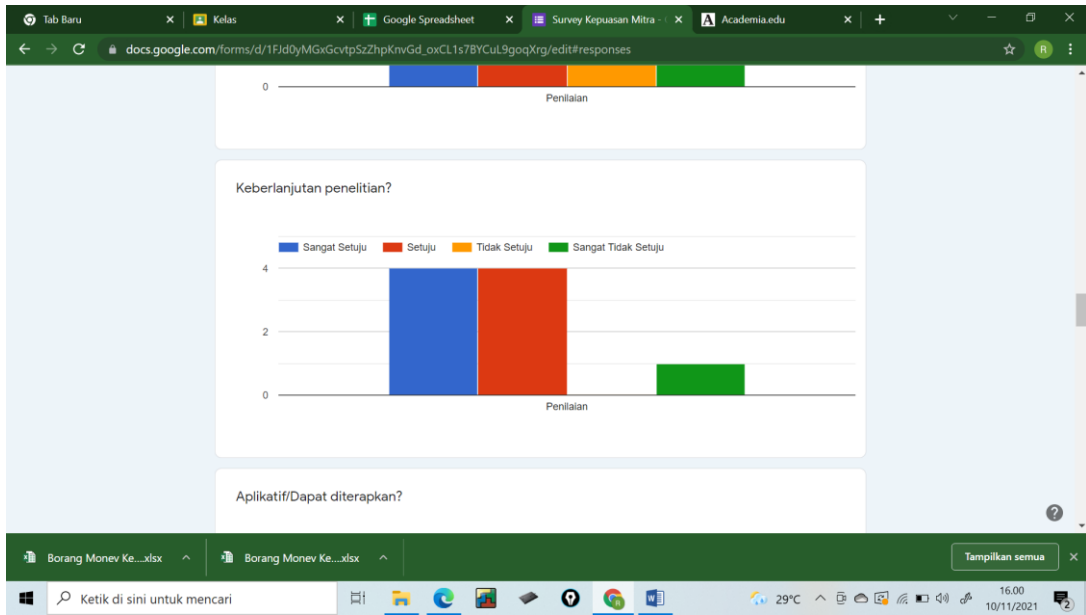 Tab Baru
Kelas
Google Spreadsheet
Survey Kepuasan Mitra -
Academia.edu
docs.google.com/forms/d/1FJd0yMGxGcvtpSzZhpKnvGd_oxCL1s7BYCuL9goqXrg/edit#responses
R
0
Penilaian
Keberlanjutan penelitian?
Sangat Setuju
Setuju
Tidak Setuju
Sangat Tidak Setuju
4
2
0
Penilaian
Aplikatif/Dapat diterapkan?
Borang Monev Ke....xlsx
Borang Monev Ke....xlsx
Tampilkan semua
Ketik di sini untuk mencari
29°C
16.00
10/11/2021
2